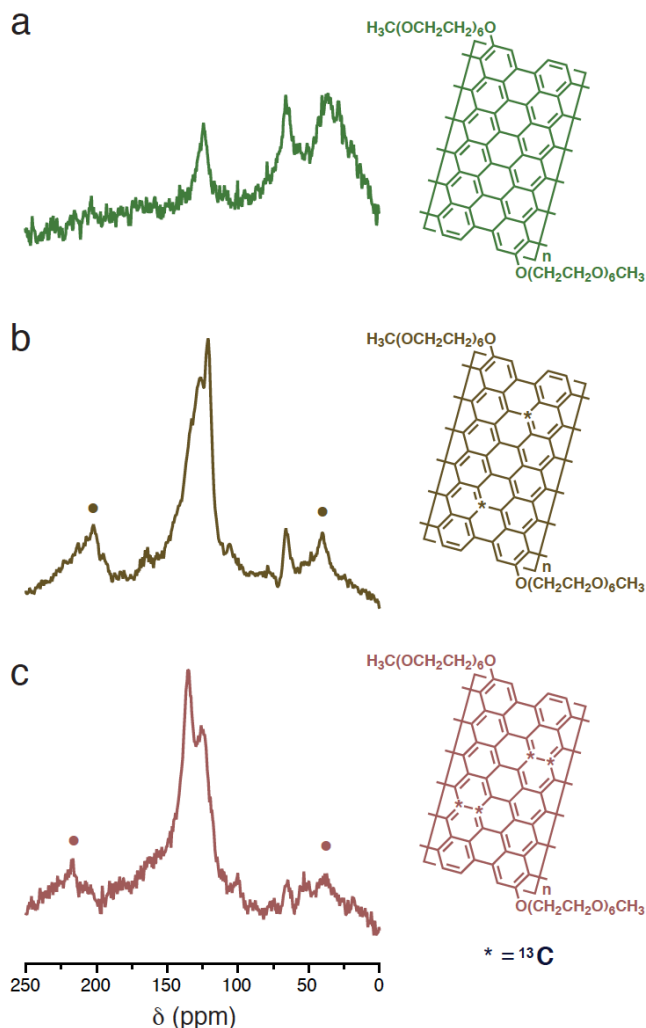 a
H₃C(OCH₂CH₂)₆O
n
O(CH₂CH₂O)₆CH₃
b
H₃C(OCH₂CH₂)₆O
*
*
n
O(CH₂CH₂O)₆CH₃
c
H₃C(OCH₂CH₂)₆O
* *
* *
n
O(CH₂CH₂O)₆CH₃
* = ¹³C
250 200 150 100 50 0
δ (ppm)